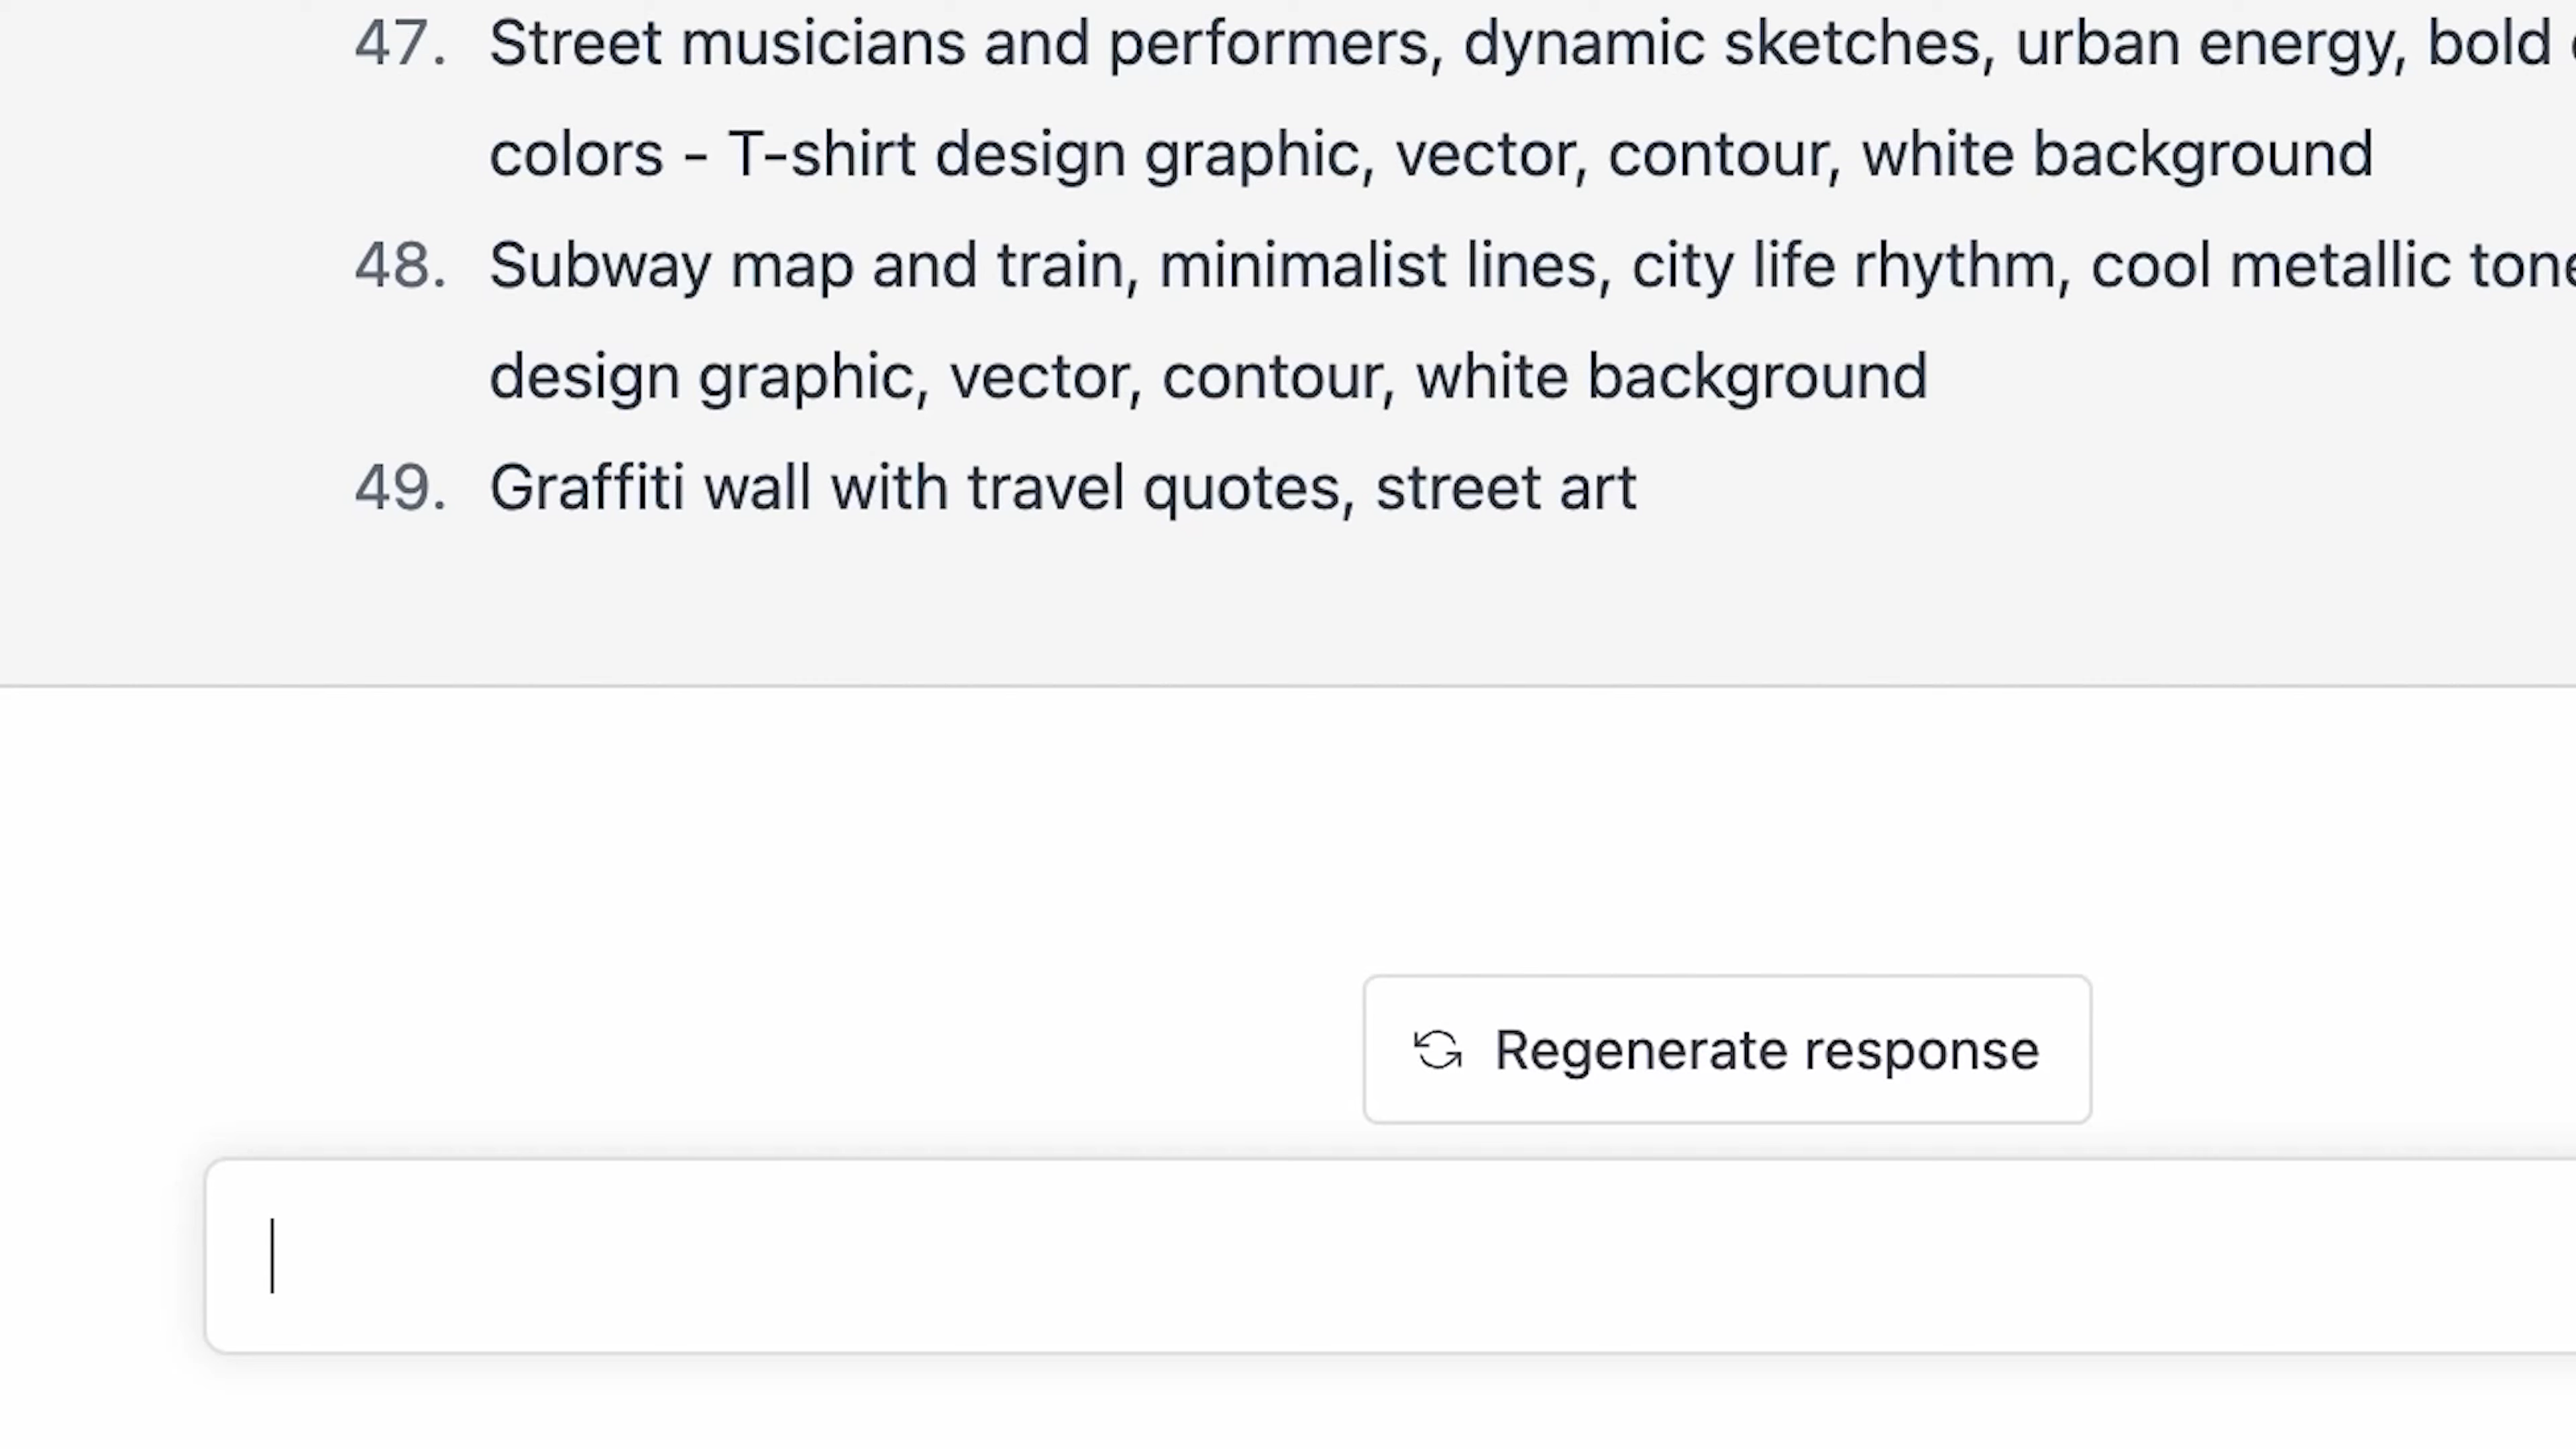 47. Street musicians and performers, dynamic sketches, urban energy, bold
colors - T-shirt design graphic, vector, contour, white background
48. Subway map and train, minimalist lines, city life rhythm, cool metallic
design graphic, vector, contour, white background
49. Graffiti wall with travel quotes, street art
Regenerate response